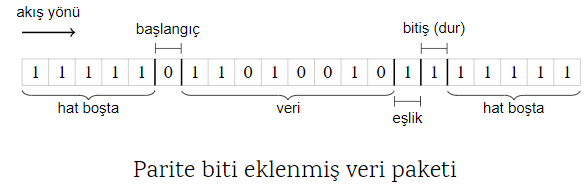 akış yönü
başlangıç
bitiş (dur)
1 1 1 1 1 0 1 1 0 1 0 0 1 0 1 1 1 1 1 1 1
hat boşta
veri
eşlik
hat boşta
Parite biti eklenmiş veri paketi